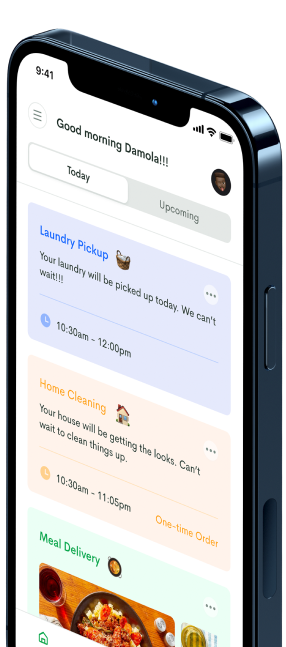 9:41
Good morning Damola!!!
Today
Upcoming
Laundry Pickup
Your laundry will be picked up today. We can't
wait!!!
10:30am - 12:00pm
Home Cleaning
Your house will be getting the looks. Can't
wait to clean things up.
10:30am - 11:05pm
One-time Order
Meal Delivery